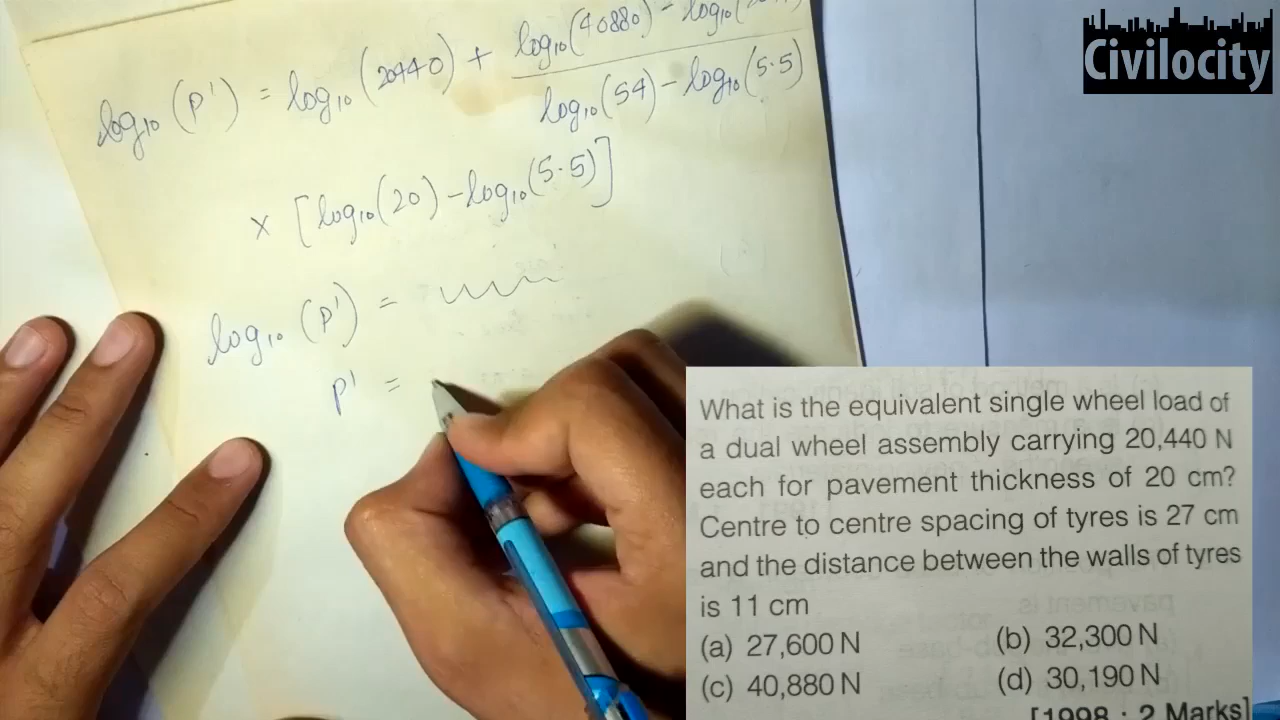 log₁₀ (P') = log₁₀ (20440) + log₁₀(40880) - log₁₀(
log₁₀(54) - log₁₀(5.5)
× [log₁₀(20) - log₁₀(5.5)]
log₁₀ (P') =
P' =
Civilocity
What is the equivalent single wheel load of
a dual wheel assembly carrying 20,440 N
each for pavement thickness of 20 cm?
Centre to centre spacing of tyres is 27 cm
and the distance between the walls of tyres
is 11 cm
(a) 27,600 N (b) 32,300 N
(c) 40,880 N (d) 30,190 N
[1998 : 2 Marks]